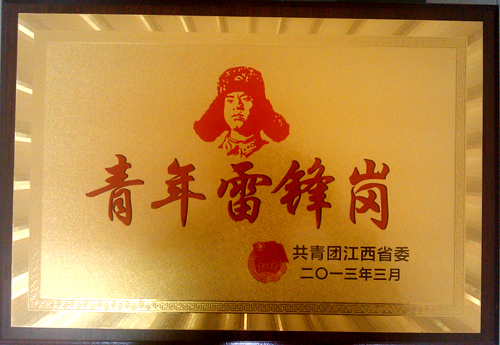 青年雷锋岗
共青团江西省委
二〇一三年三月